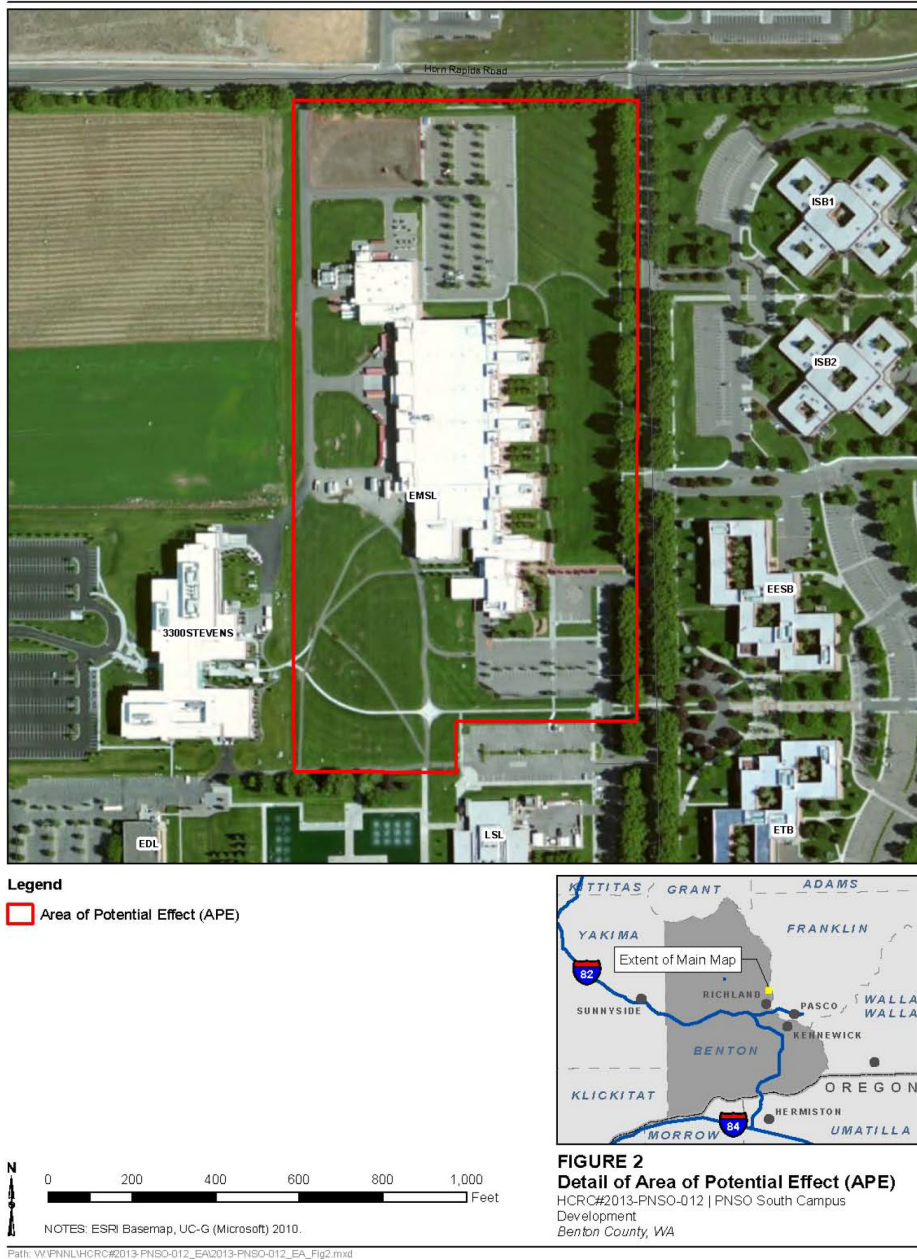 Horn Rapids Road
ISB1
ISB2
EMSL
EESB
3300STEVENS
EDL
LSL
ETB
Legend
Area of Potential Effect (APE)
KITTITAS
GRANT
ADAMS
YAKIMA
FRANKLIN
Extent of Main Map
82
RICHLAND
SUNNYSIDE
PASCO
WALLA
WALLA
KENNEWICK
BENTON
OREGON
KLICKITAT
HERMISTON
84
MORROW
UMATILLA
N
0 200 400 600 800 1,000
Feet
NOTES: ESRI Basemap, UC-G (Microsoft) 2010.
FIGURE 2
Detail of Area of Potential Effect (APE)
HCRC#2013-PNSO-012 | PNSO South Campus
Development
Benton County, WA
Path: W:\PNNL\HCRC#2013-PNSO-012_EA\2013-PNSO-012_EA_Fig2.mxd